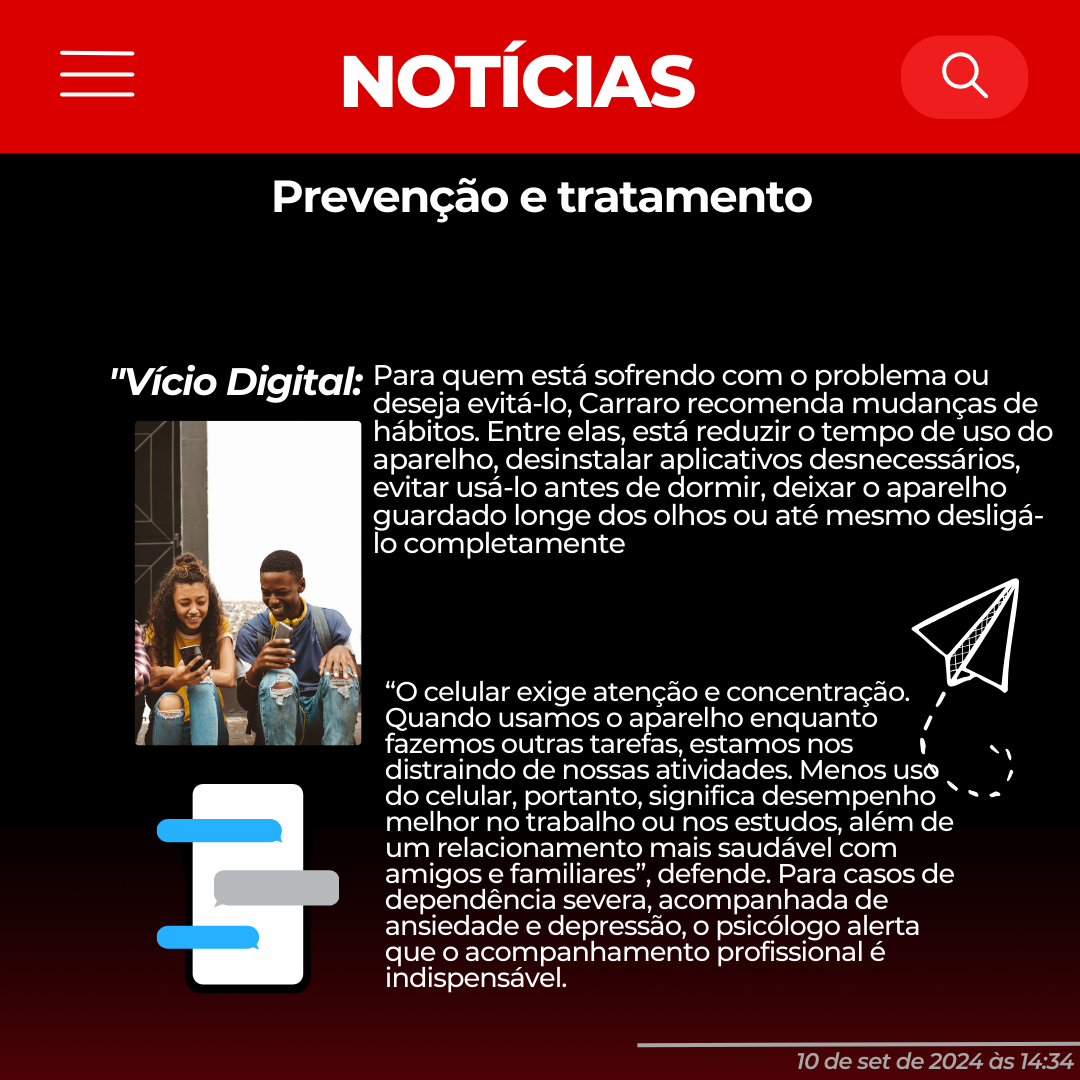 NOTÍCIAS
Prevenção e tratamento
"Vício Digital:
Para quem está sofrendo com o problema ou
deseja evitá-lo, Carraro recomenda mudanças de
hábitos. Entre elas, está reduzir o tempo de uso do
aparelho, desinstalar aplicativos desnecessários,
evitar usá-lo antes de dormir, deixar o aparelho
guardado longe dos olhos ou até mesmo desligá-
lo completamente
“O celular exige atenção e concentração.
Quando usamos o aparelho enquanto
fazemos outras tarefas, estamos nos
distraindo de nossas atividades. Menos uso
do celular, portanto, significa desempenho
melhor no trabalho ou nos estudos, além de
um relacionamento mais saudável com
amigos e familiares”, defende. Para casos de
dependência severa, acompanhada de
ansiedade e depressão, o psicólogo alerta
que o acompanhamento profissional é
indispensável.
10 de set de 2024 às 14:34